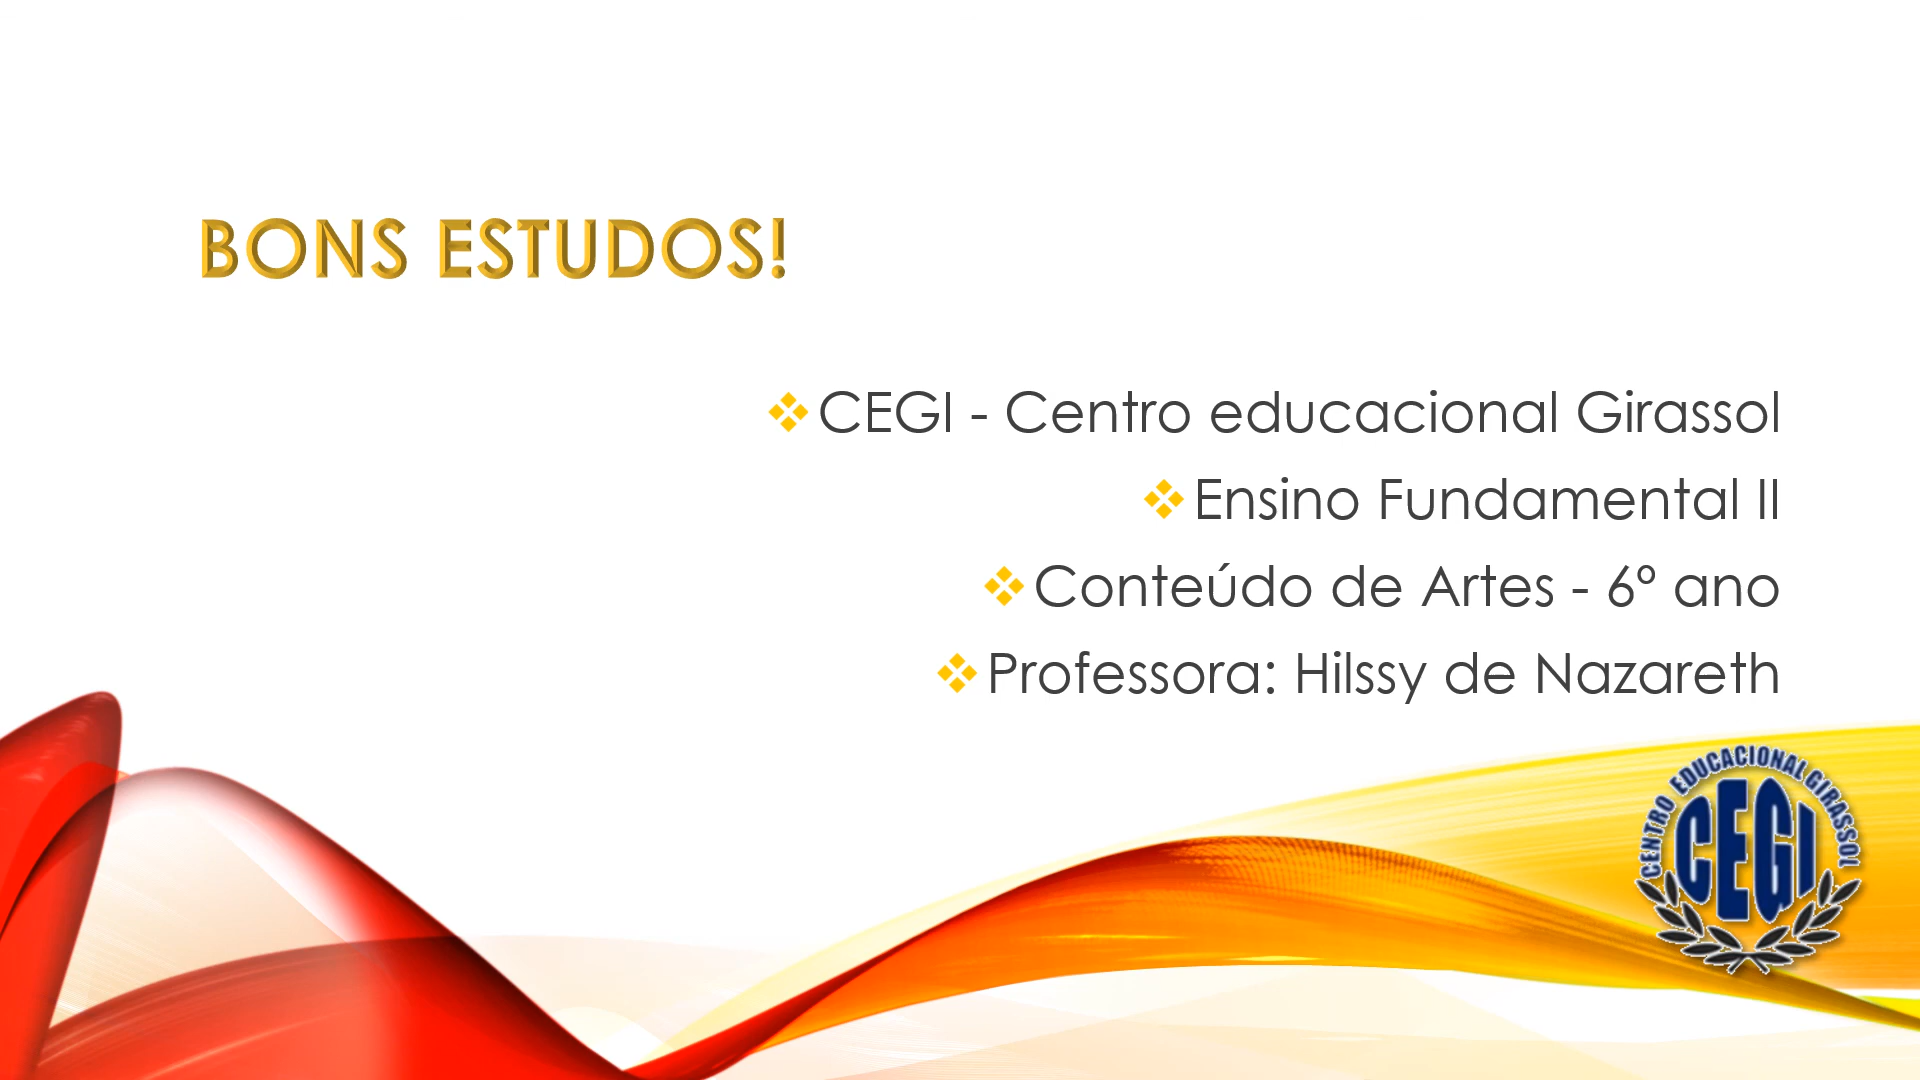 BONS ESTUDOS!
CEGI - Centro educacional Girassol
Ensino Fundamental II
Conteúdo de Artes - 6º ano
Professora: Hilssy de Nazareth
CENTRO EDUCACIONAL GIRASSOL
CEGI